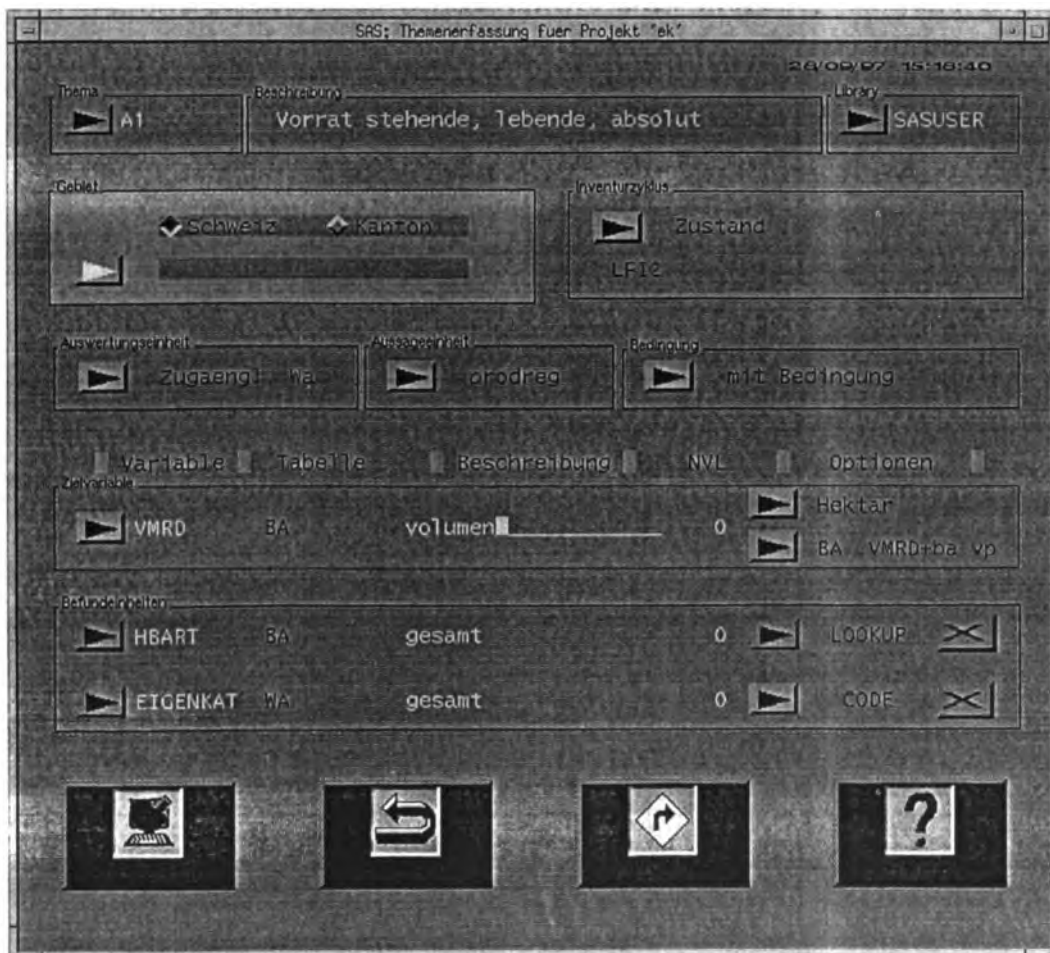 SAS: Themenerfassung fuer Projekt "ek"
28/09/97 15:16:40
Thema Beschreibung Library
A1 Vorrat stehende, lebende, absolut SASUSER
Gebiet Inventurzyklus
Schweiz Kanton Zustand
LFI2
Auswertungseinheit Aussageeinheit Bedingung
Zugaengl Wa prodreg mit Bedingung
Variable Tabelle Beschreibung NVL Optionen
Zielvariable
Hektar
VMRD BA volumen 0
BA VMRD+ba vp
Befundeinheiten
HBART BA gesamt 0 LOOKUP
EIGENKAT WA gesamt 0 CODE
?